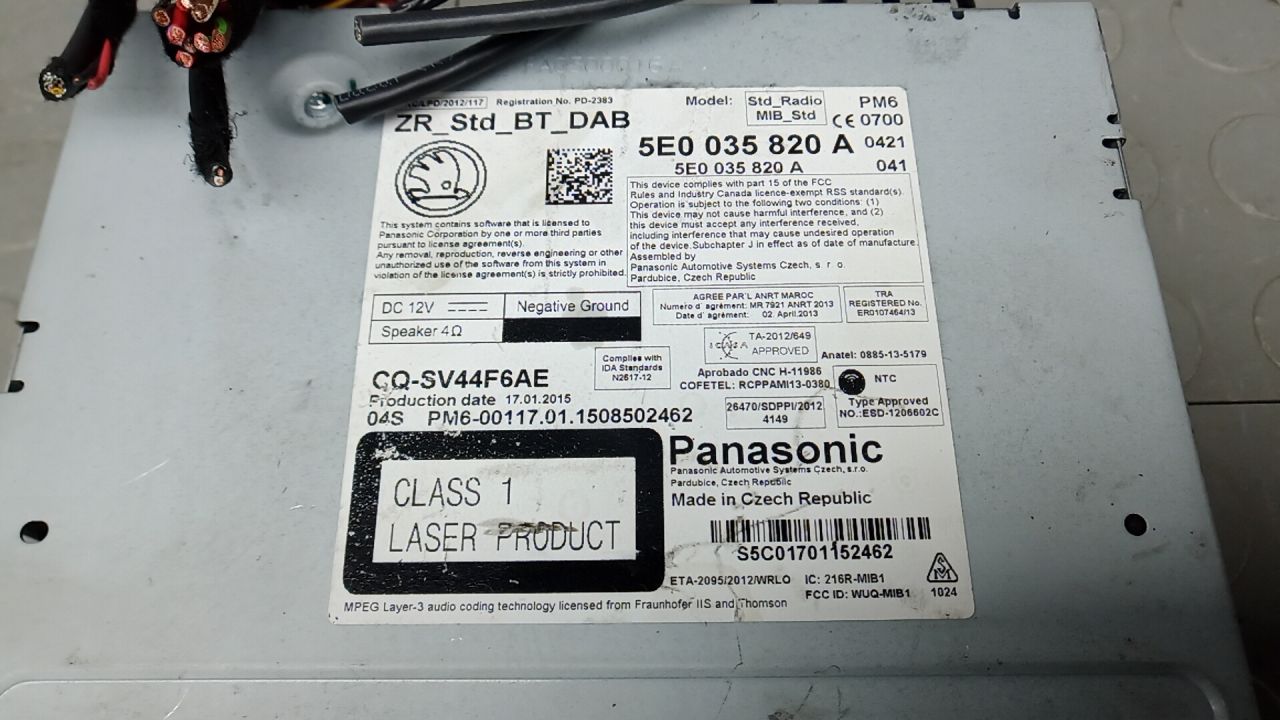 /LPD/2012/117 Registration No. PD-2383
ZR_Std_BT_DAB
Model: Std_Radio
MIB_Std
PM6
CE 0700
5E0 035 820 A 0421
5E0 035 820 A 041
This system contains software that is licensed to
Panasonic Corporation by one or more third parties
pursuant to license agreement(s).
Any removal, reproduction, reverse engineering or other
unauthorized use of the software from this system in
violation of the license agreement(s) is strictly prohibited.
This device complies with part 15 of the FCC
Rules and Industry Canada licence-exempt RSS standard(s).
Operation is subject to the following two conditions: (1)
This device may not cause harmful interference, and (2)
this device must accept any interference received,
including interference that may cause undesired operation
of the device.Subchapter J in effect as of date of manufacture.
Assembled by
Panasonic Automotive Systems Czech, s. r. o.
Pardubice, Czech Republic
DC 12V
Negative Ground
Speaker 4Ω
AGREE PAR'L ANRT MAROC
Numero d' agrément: MR 7921 ANRT 2013
Date d' agrément: 02. April.2013
TRA
REGISTERED No.
ER0107464/13
TA-2012/649
APPROVED
Anatel: 0885-13-5179
Complies with
IDA Standards
N2617-12
CQ-SV44F6AE
Production date 17.01.2015
04S PM6-00117.01.1508502462
Aprobado CNC H-11986
COFETEL: RCPPAMI13-0380
NTC
Type Approved
NO.:ESD-1206602C
26470/SDPPI/2012
4149
CLASS 1
LASER PRODUCT
Panasonic
Panasonic Automotive Systems Czech, s.r.o.
Pardubice, Czech Republic
Made in Czech Republic
S5C01701152462
ETA-2095/2012/WRLO IC: 216R-MIB1
FCC ID: WUQ-MIB1
1024
MPEG Layer-3 audio coding technology licensed from Fraunhofer IIS and Thomson